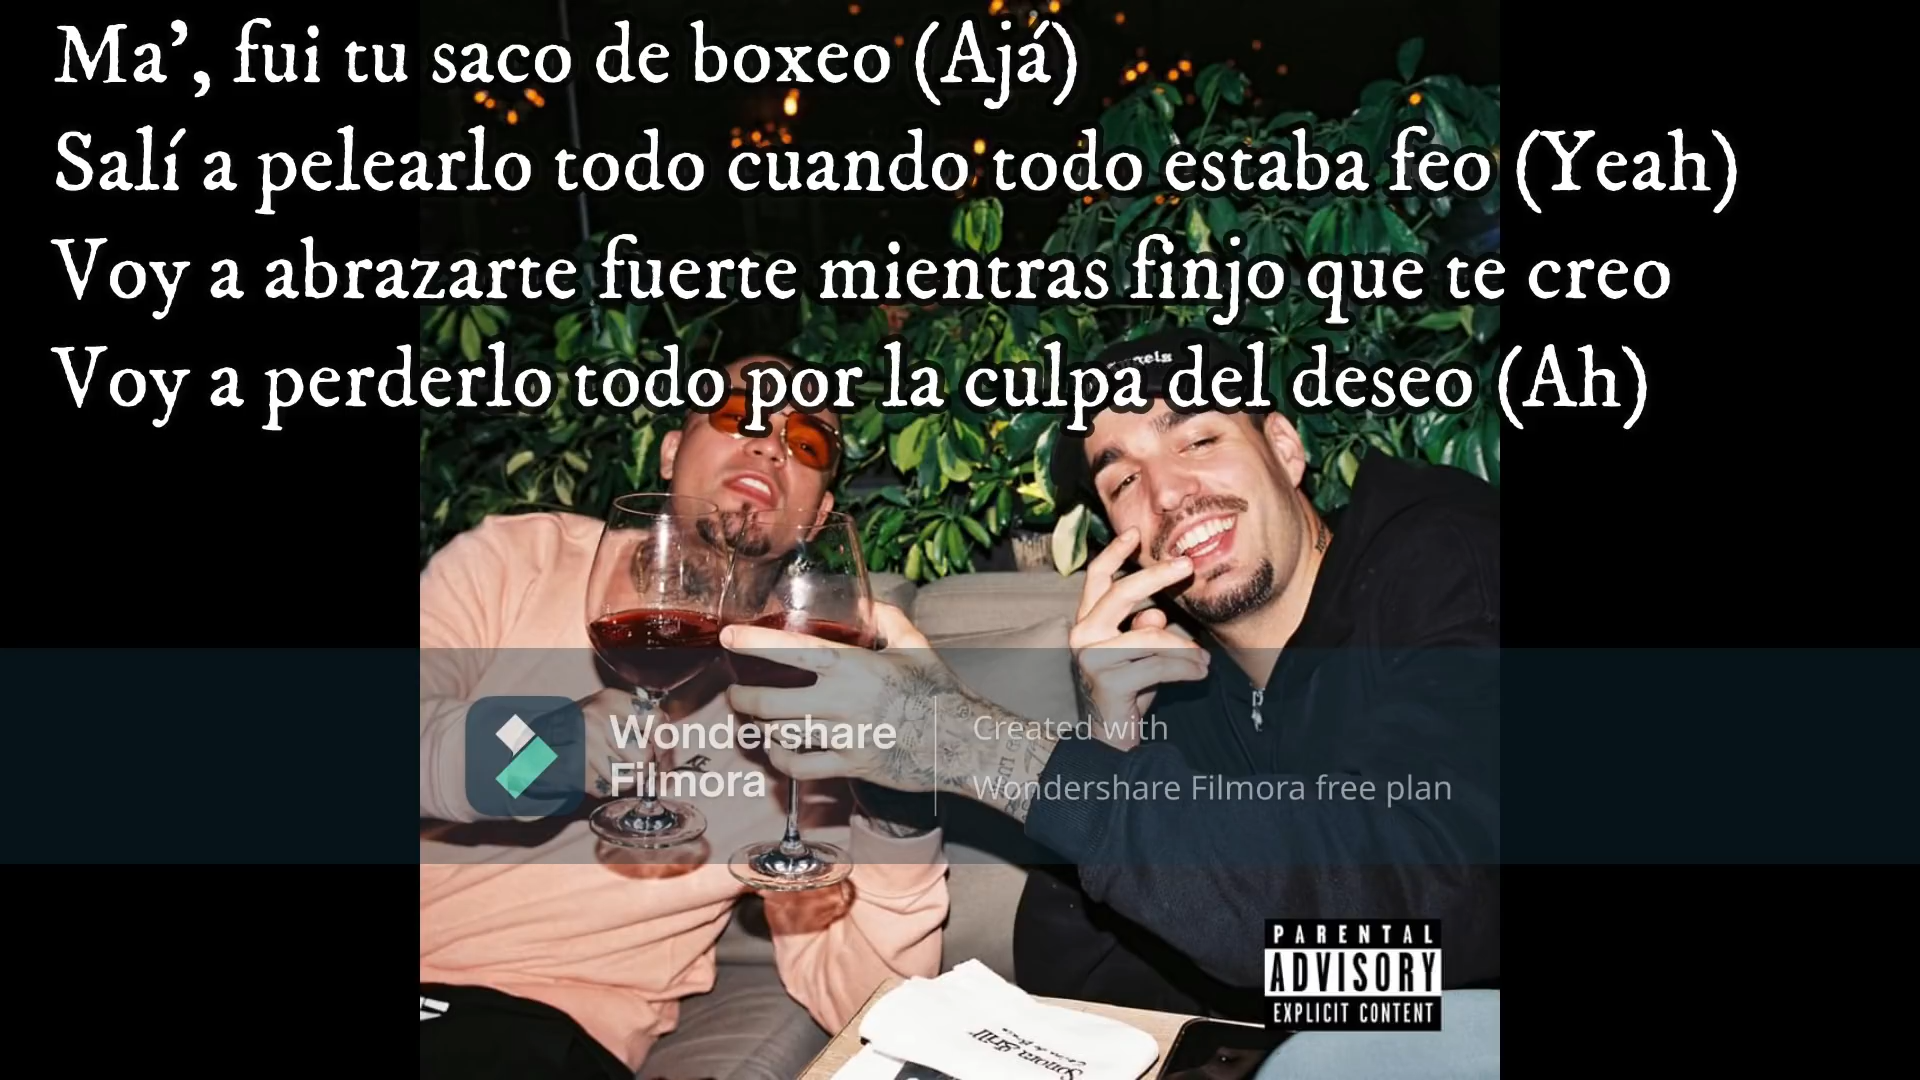 Ma’, fui tu saco de boxeo (Ajá)
Salí a pelearlo todo cuando todo estaba feo (Yeah)
Voy a abrazarte fuerte mientras finjo que te creo
Voy a perderlo todo por la culpa del deseo (Ah)
Wondershare
Filmora
Created with
Wondershare Filmora free plan
PARENTAL
ADVISORY
EXPLICIT CONTENT
Sonora Grill